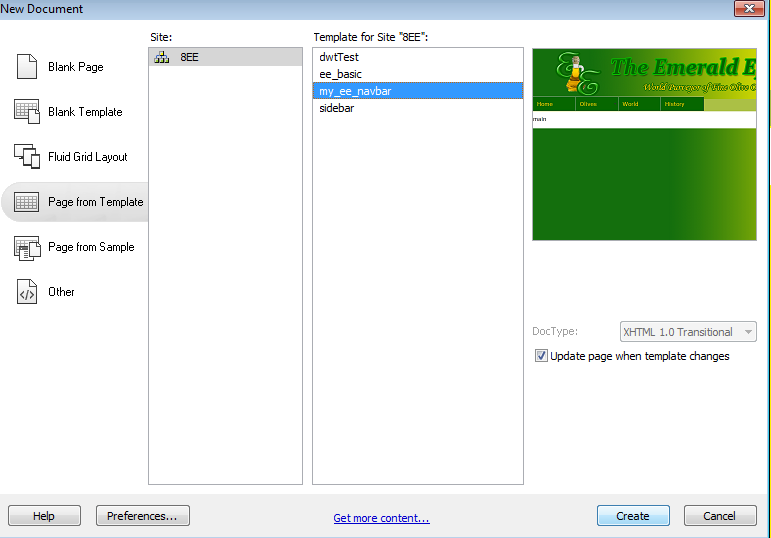 New Document
Site:
Template for Site "8EE":
Blank Page
Blank Template
Fluid Grid Layout
Page from Template
Page from Sample
Other
8EE
dwtTest
ee_basic
my_ee_navbar
sidebar
The Emerald E
World Purveyor of Fine Olive
Home Olives World History
main
DocType: XHTML 1.0 Transitional
Update page when template changes
Help Preferences... Get more content... Create Cancel